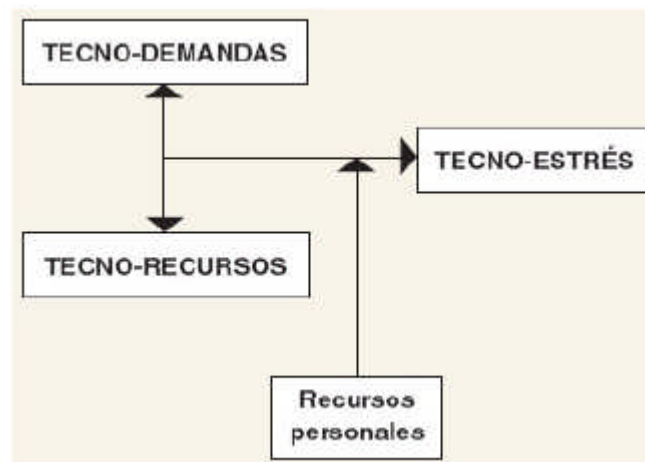 TECNO-DEMANDAS
TECNO-ESTRÉS
TECNO-RECURSOS
Recursos
personales